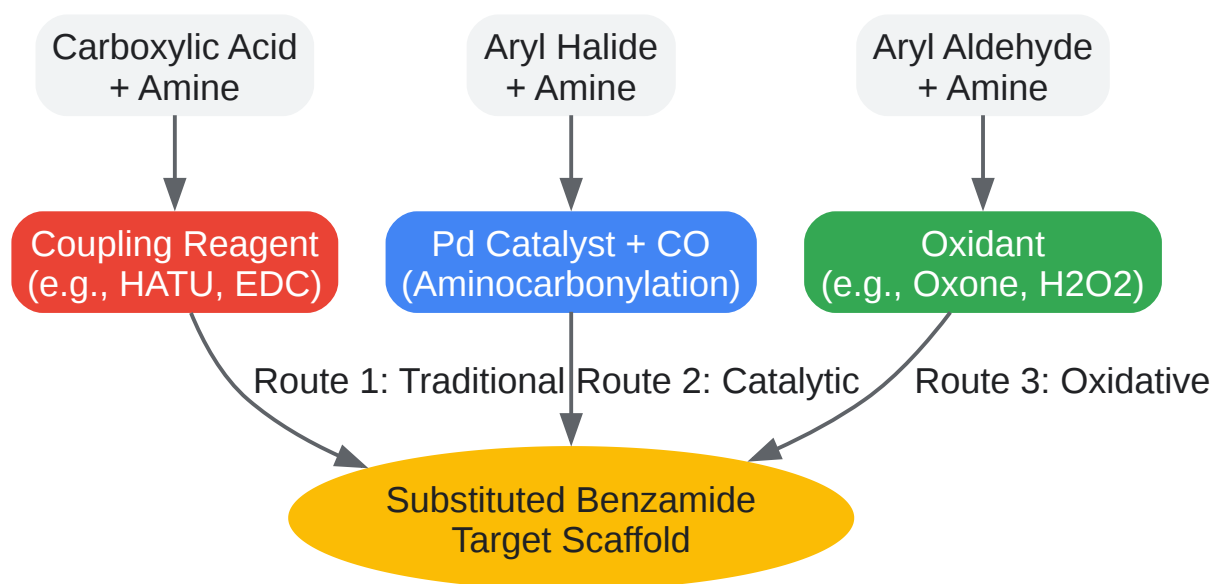 Carboxylic Acid
+ Amine
Aryl Halide
+ Amine
Aryl Aldehyde
+ Amine
Coupling Reagent
(e.g., HATU, EDC)
Pd Catalyst + CO
(Aminocarbonylation)
Oxidant
(e.g., Oxone, H2O2)
Route 1: Traditional
Route 2: Catalytic
Route 3: Oxidative
Substituted Benzamide
Target Scaffold